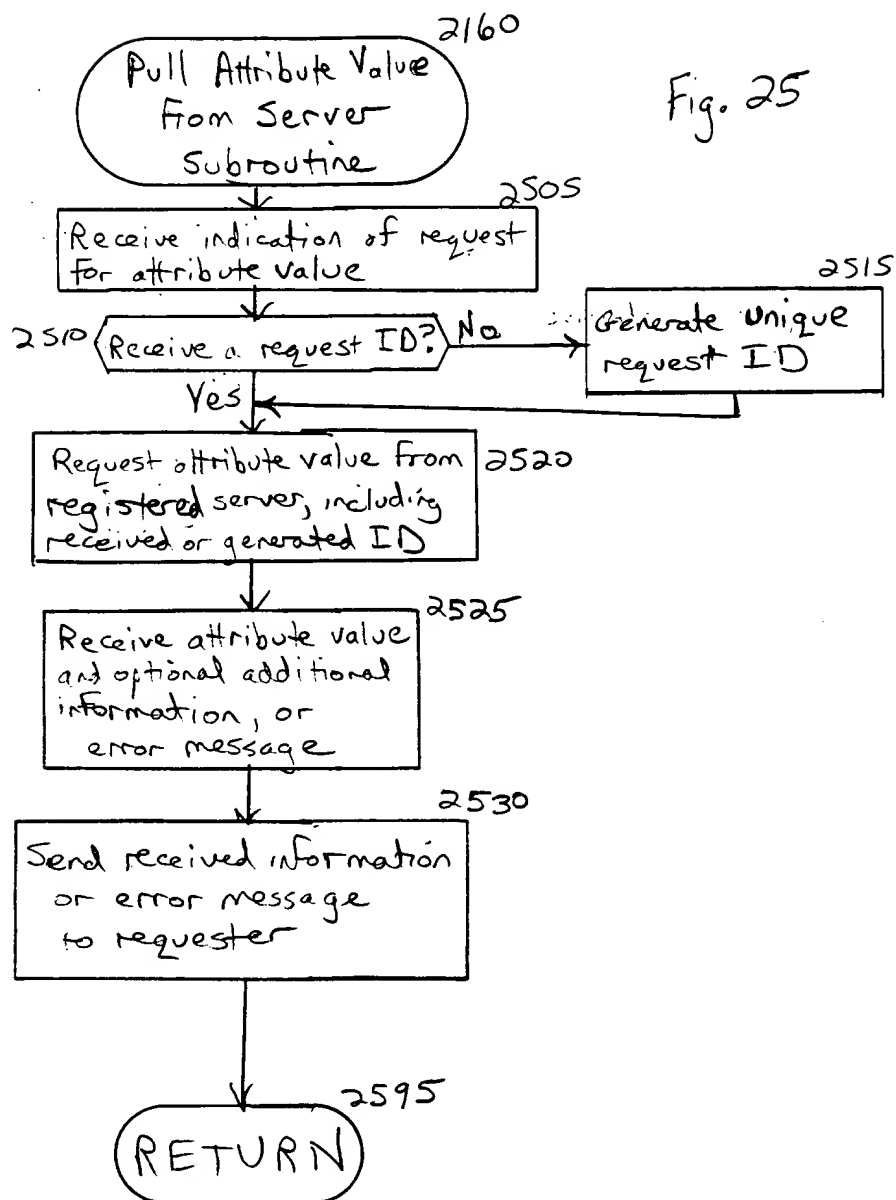 2160
Pull Attribute Value
From Server
Subroutine
Fig. 25
2505
Receive indication of request
for attribute value
2510
Receive a request ID?
No
2515
Generate unique
request ID
Yes
Request attribute value from
registered server, including
received or generated ID
2520
2525
Receive attribute value
and optional additional
information, or
error message
2530
Send received information
or error message
to requester
2595
RETURN